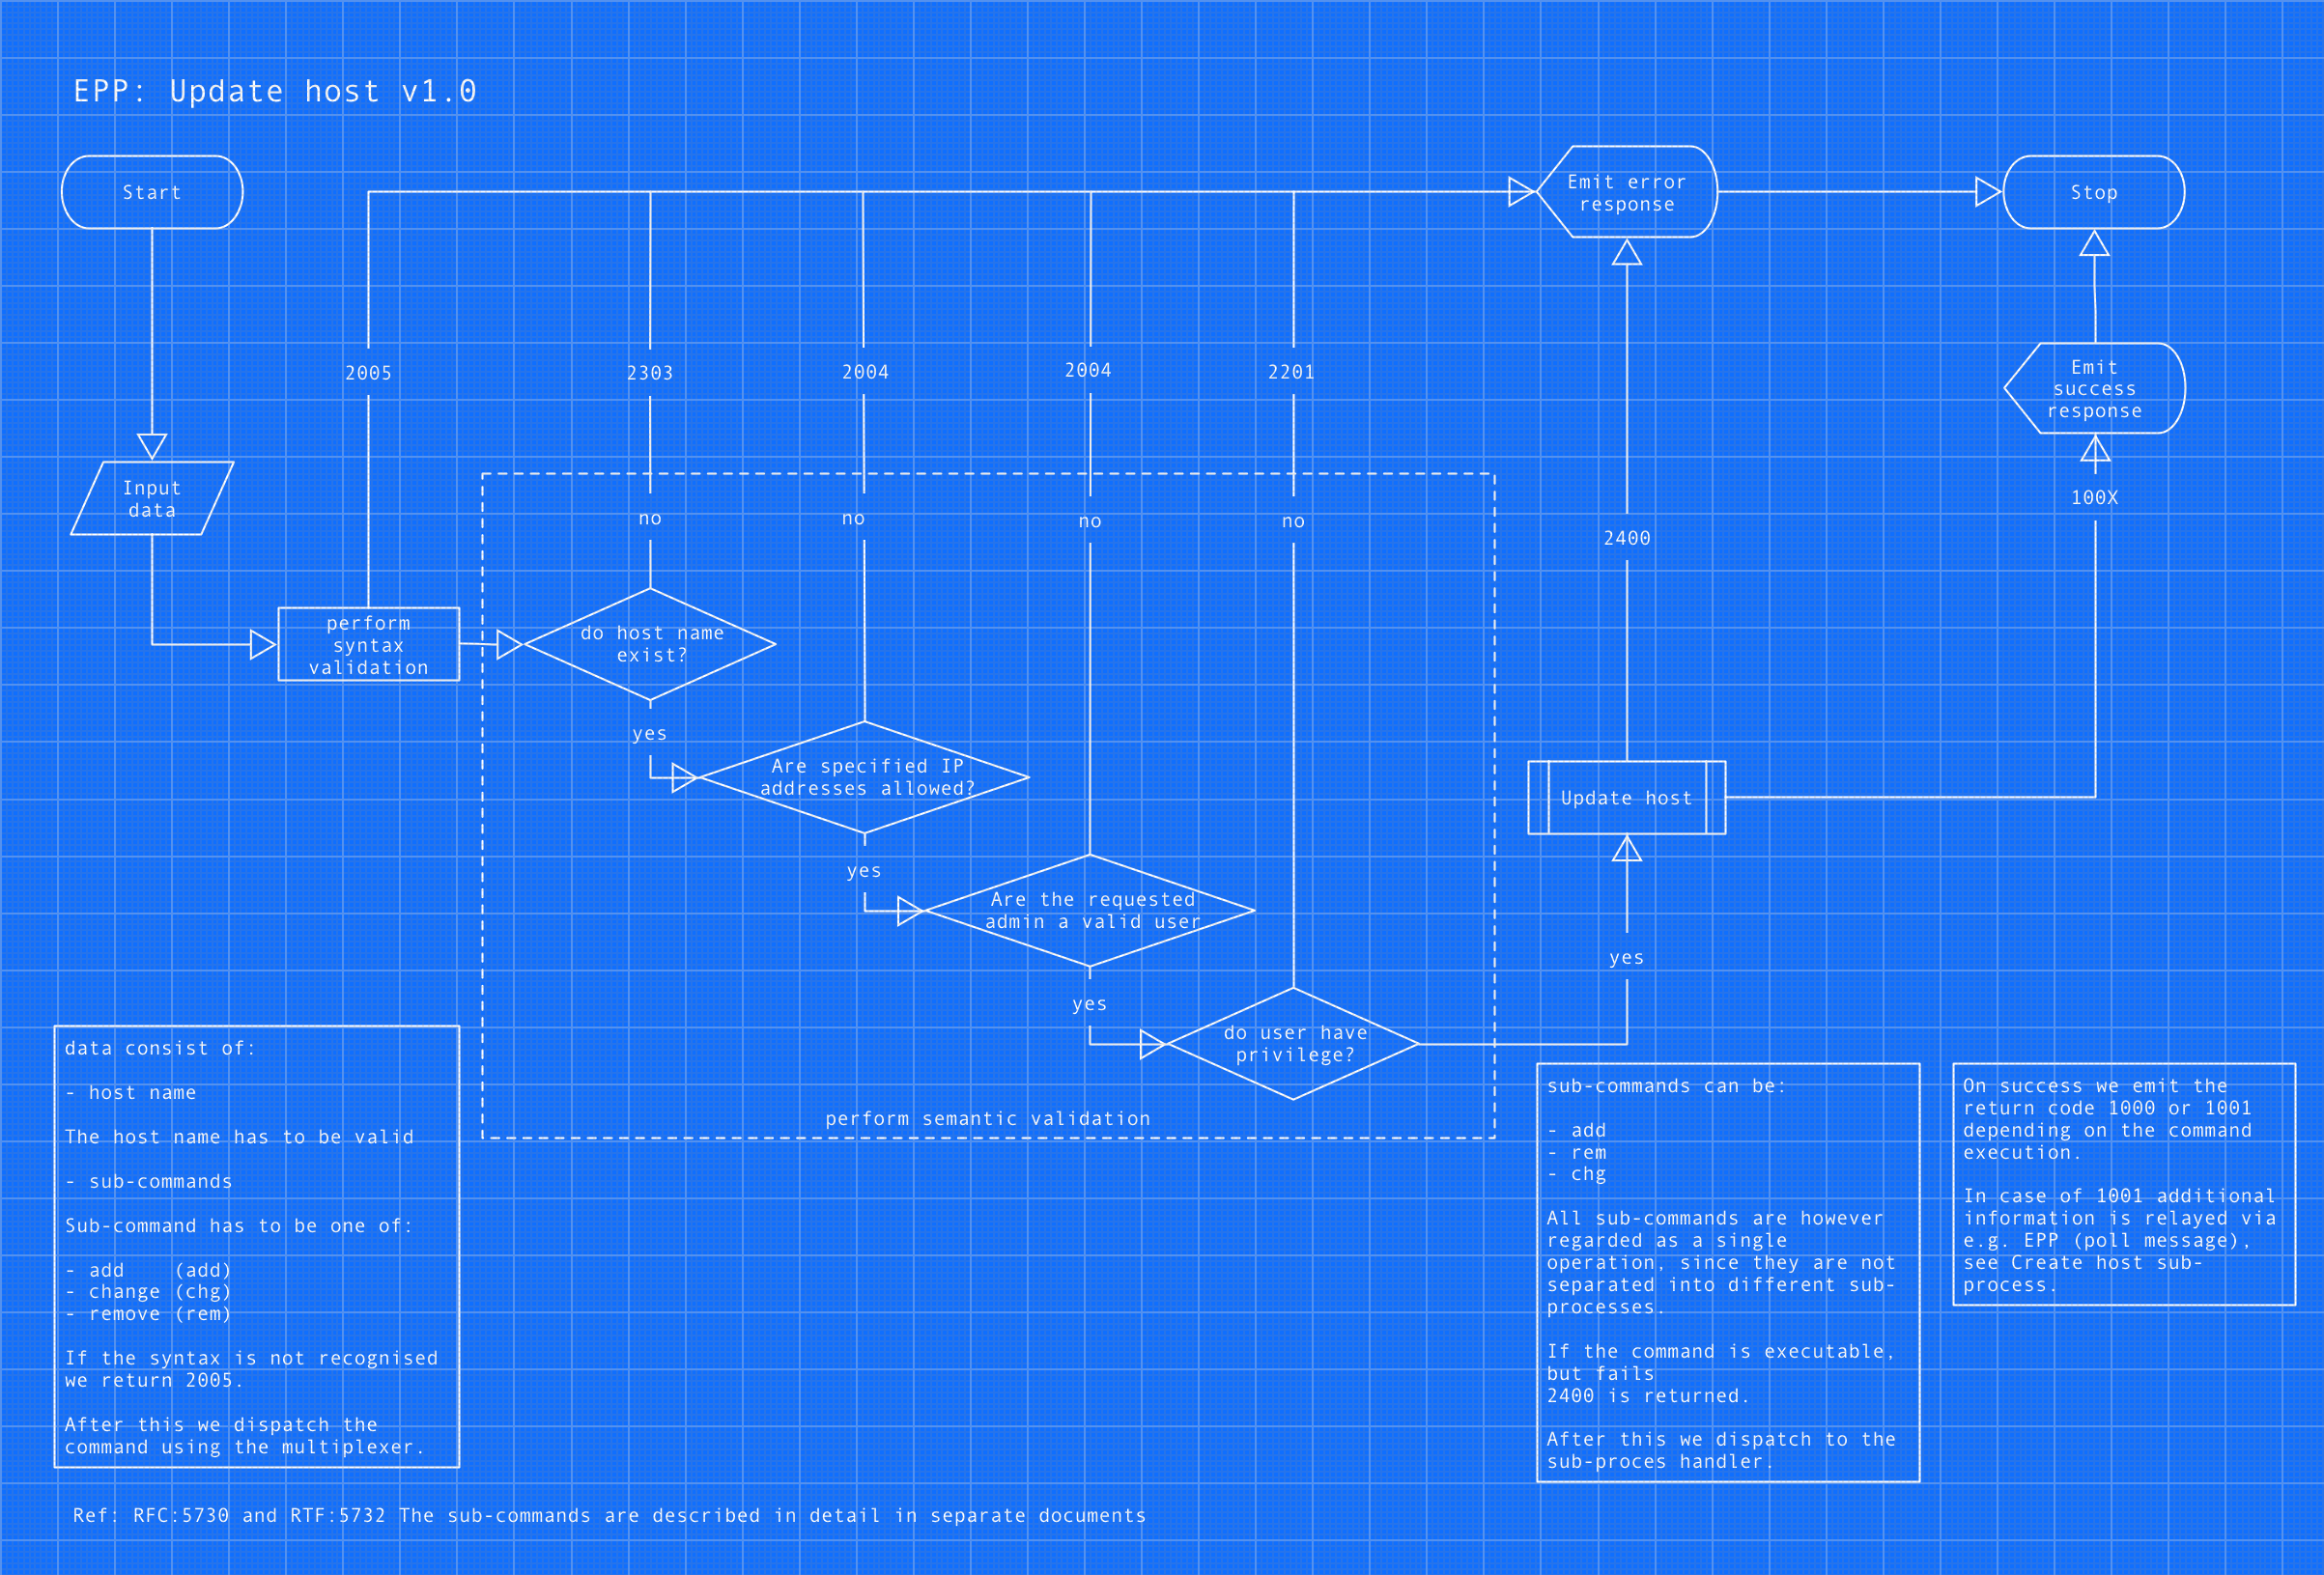 EPP: Update host v1.0
Start
Emit error
response
Stop
2005
2303
2004
2004
2201
Emit
success
response
Input
data
no
no
no
no
2400
100X
perform
syntax
validation
do host name
exist?
yes
Are specified IP
addresses allowed?
Update host
yes
Are the requested
admin a valid user
yes
yes
do user have
privilege?
perform semantic validation
data consist of:
- host name
The host name has to be valid
- sub-commands
Sub-command has to be one of:
- add    (add)
- change (chg)
- remove (rem)
If the syntax is not recognised
we return 2005.
After this we dispatch the
command using the multiplexer.
sub-commands can be:
- add
- rem
- chg
All sub-commands are however
regarded as a single
operation, since they are not
separated into different sub-
processes.
If the command is executable,
but fails
2400 is returned.
After this we dispatch to the
sub-proces handler.
On success we emit the
return code 1000 or 1001
depending on the command
execution.
In case of 1001 additional
information is relayed via
e.g. EPP (poll message),
see Create host sub-
process.
Ref: RFC:5730 and RTF:5732 The sub-commands are described in detail in separate documents